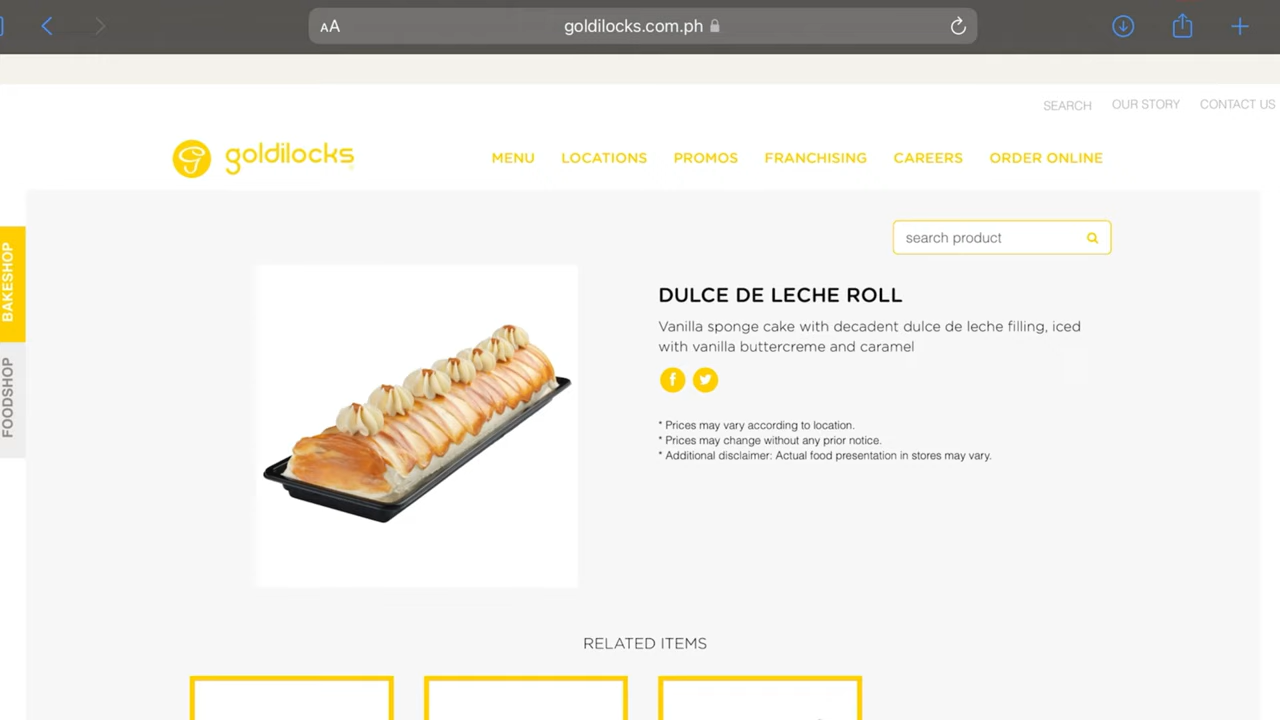 AA
goldilocks.com.ph
SEARCH
OUR STORY
CONTACT US
goldilocks
MENU
LOCATIONS
PROMOS
FRANCHISING
CAREERS
ORDER ONLINE
BAKESHOP
FOODSHOP
search product
DULCE DE LECHE ROLL
Vanilla sponge cake with decadent dulce de leche filling, iced
with vanilla buttercreme and caramel
* Prices may vary according to location.
* Prices may change without any prior notice.
* Additional disclaimer: Actual food presentation in stores may vary.
RELATED ITEMS